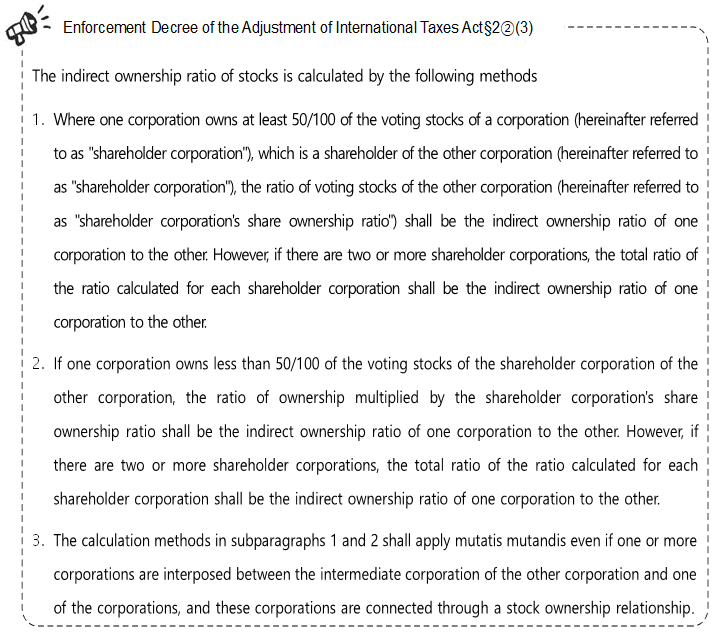 Enforcement Decree of the Adjustment of International Taxes Act§2②(3)
The indirect ownership ratio of stocks is calculated by the following methods
1. Where one corporation owns at least 50/100 of the voting stocks of a corporation (hereinafter referred
to as "shareholder corporation"), which is a shareholder of the other corporation (hereinafter referred to
as "shareholder corporation"), the ratio of voting stocks of the other corporation (hereinafter referred to
as "shareholder corporation's share ownership ratio") shall be the indirect ownership ratio of one
corporation to the other. However, if there are two or more shareholder corporations, the total ratio of
the ratio calculated for each shareholder corporation shall be the indirect ownership ratio of one
corporation to the other.
2. If one corporation owns less than 50/100 of the voting stocks of the shareholder corporation of the
other corporation, the ratio of ownership multiplied by the shareholder corporation's share
ownership ratio shall be the indirect ownership ratio of one corporation to the other. However, if
there are two or more shareholder corporations, the total ratio of the ratio calculated for each
shareholder corporation shall be the indirect ownership ratio of one corporation to the other.
3. The calculation methods in subparagraphs 1 and 2 shall apply mutatis mutandis even if one or more
corporations are interposed between the intermediate corporation of the other corporation and one
of the corporations, and these corporations are connected through a stock ownership relationship.